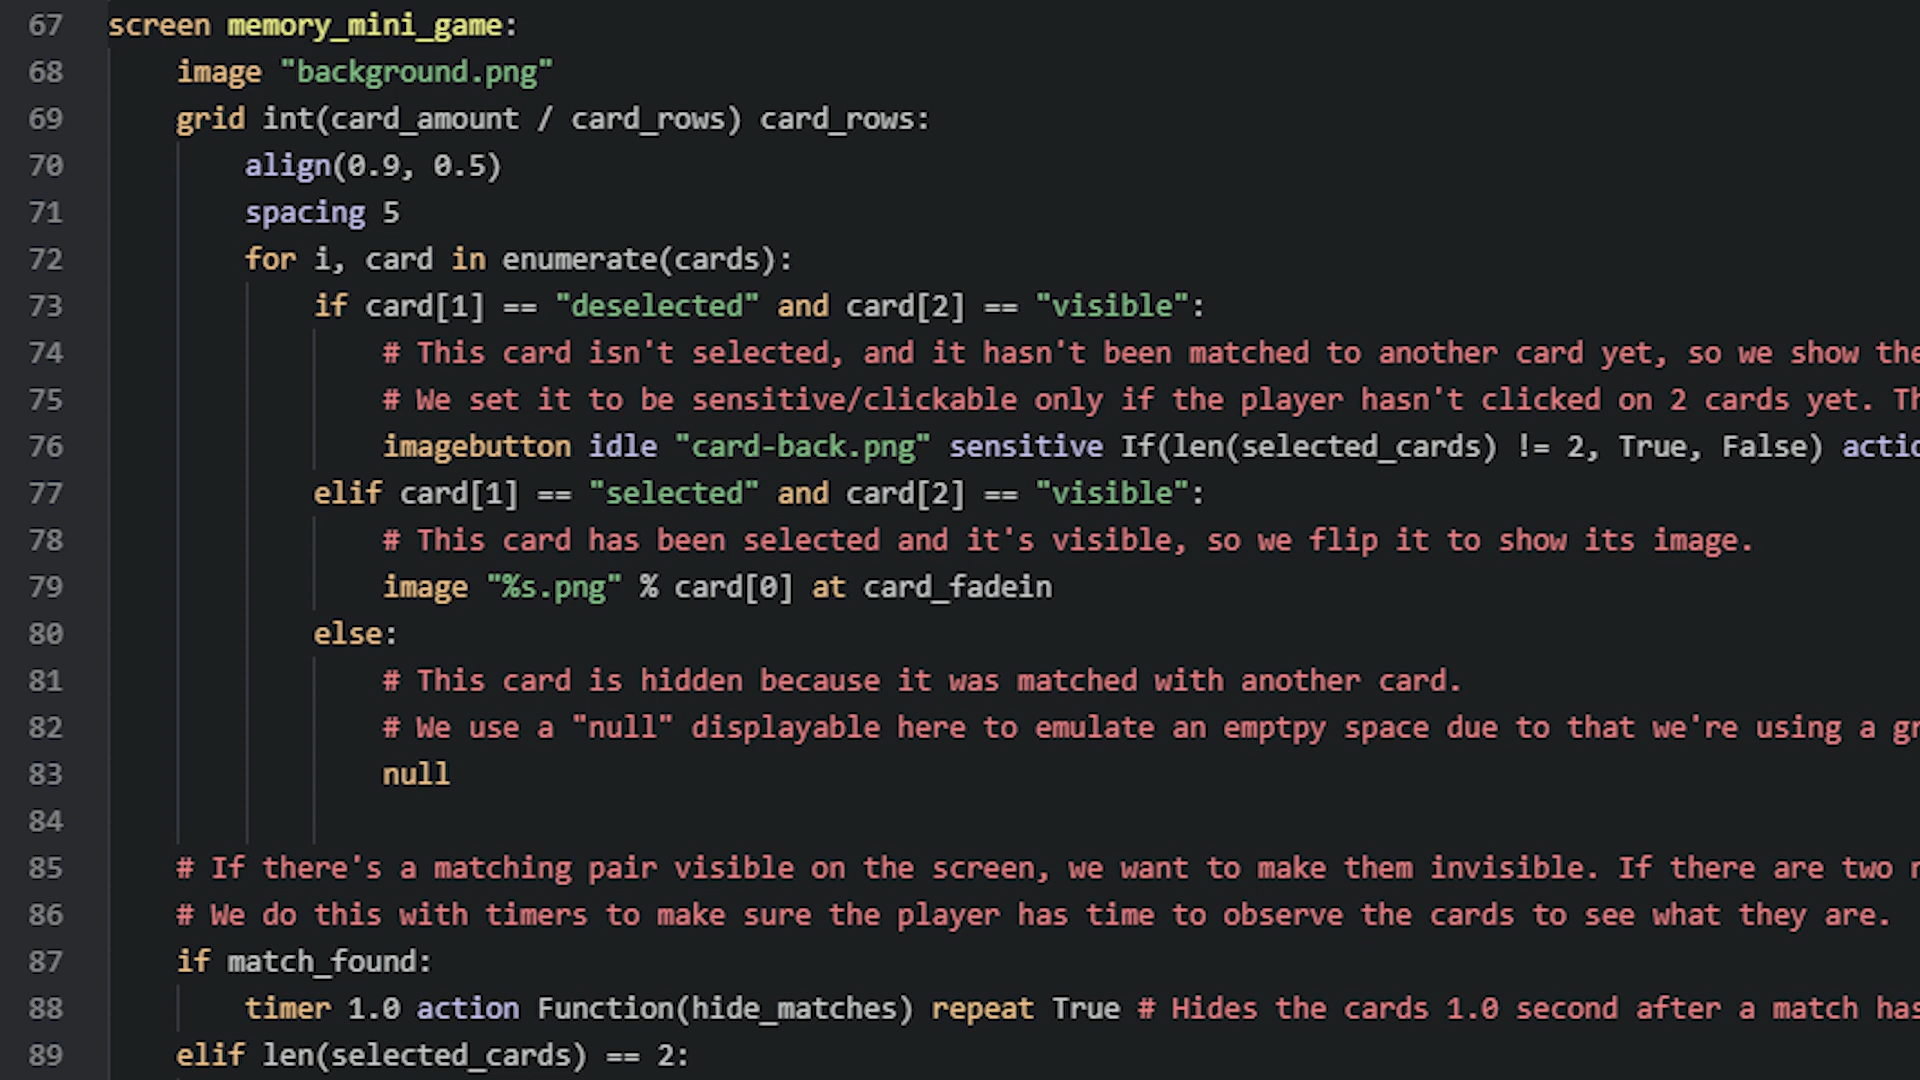 67 screen memory_mini_game:
68 image "background.png"
69 grid int(card_amount / card_rows) card_rows:
70 align(0.9, 0.5)
71 spacing 5
72 for i, card in enumerate(cards):
73 if card[1] == "deselected" and card[2] == "visible":
74 # This card isn't selected, and it hasn't been matched to another card yet, so we show the
75 # We set it to be sensitive/clickable only if the player hasn't clicked on 2 cards yet. Th
76 imagebutton idle "card-back.png" sensitive If(len(selected_cards) != 2, True, False) actio
77 elif card[1] == "selected" and card[2] == "visible":
78 # This card has been selected and it's visible, so we flip it to show its image.
79 image "%s.png" % card[0] at card_fadein
80 else:
81 # This card is hidden because it was matched with another card.
82 # We use a "null" displayable here to emulate an emptpy space due to that we're using a gr
83 null
84
85 # If there's a matching pair visible on the screen, we want to make them invisible. If there are two
86 # We do this with timers to make sure the player has time to observe the cards to see what they are.
87 if match_found:
88 timer 1.0 action Function(hide_matches) repeat True # Hides the cards 1.0 second after a match has
89 elif len(selected_cards) == 2: